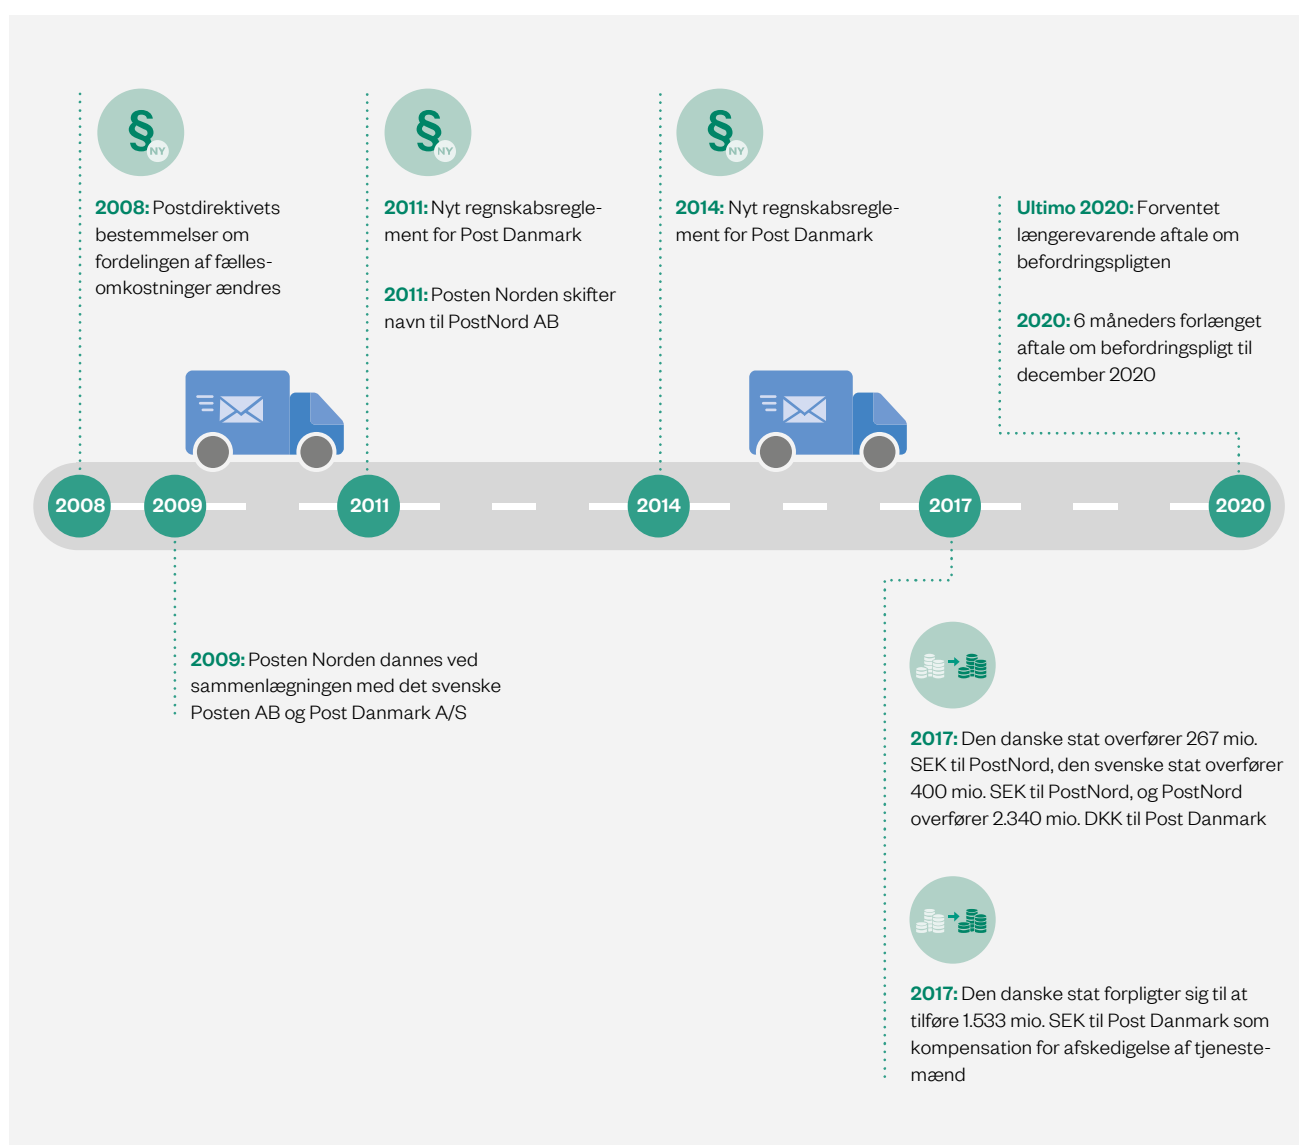 §
NY
2008: Postdirektivets
bestemmelser om
fordelingen af fælles-
omkostninger ændres
§
NY
2011: Nyt regnskabsregle-
ment for Post Danmark
2011: Posten Norden skifter
navn til PostNord AB
§
NY
2014: Nyt regnskabsregle-
ment for Post Danmark
Ultimo 2020: Forventet
længerevarende aftale om
befordringspligten
2020: 6 måneders forlænget
aftale om befordringspligt til
december 2020
2008 2009 2011 2014 2017 2020
2009: Posten Norden dannes ved
sammenlægningen med det svenske
Posten AB og Post Danmark A/S
2017: Den danske stat overfører 267 mio.
SEK til PostNord, den svenske stat overfører
400 mio. SEK til PostNord, og PostNord
overfører 2.340 mio. DKK til Post Danmark
2017: Den danske stat forpligter sig til at
tilføre 1.533 mio. SEK til Post Danmark som
kompensation for afskedigelse af tjeneste-
mænd